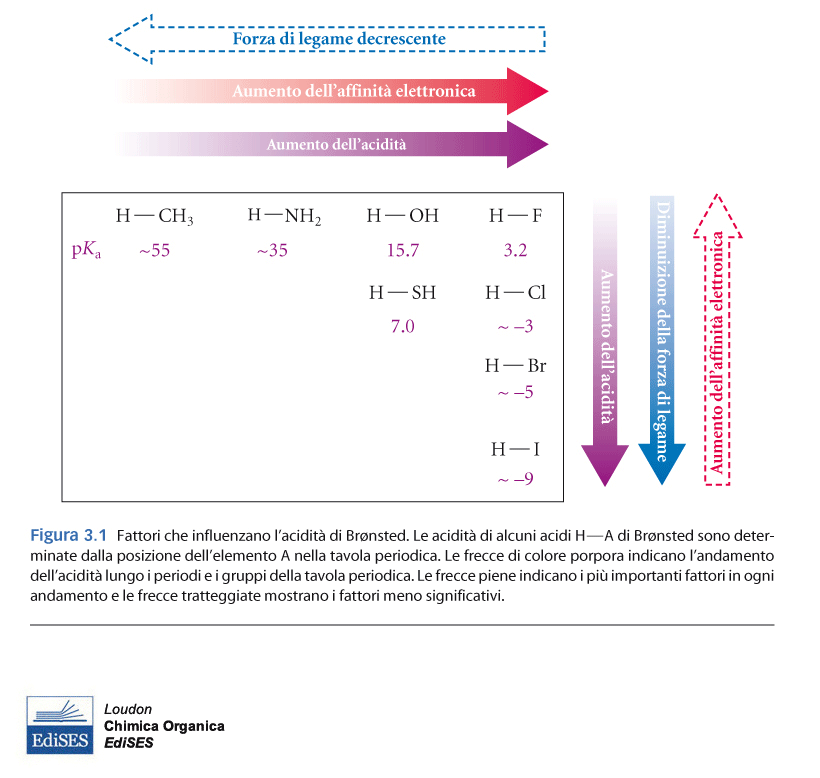 Forza di legame decrescente
Aumento dell'affinità elettronica
Aumento dell'acidità
H—CH3 H—NH2 H—OH H—F
pKa ~55 ~35 15.7 3.2
H—SH H—Cl
7.0 ~ –3
H—Br
~ –5
H—I
~ –9
Aumento dell'acidità
Diminuizione della forza di legame
Aumento dell'affinità elettronica
Figura 3.1 Fattori che influenzano l'acidità di Brønsted. Le acidità di alcuni acidi H—A di Brønsted sono deter-
minate dalla posizione dell'elemento A nella tavola periodica. Le frecce di colore porpora indicano l'andamento
dell'acidità lungo i periodi e i gruppi della tavola periodica. Le frecce piene indicano i più importanti fattori in ogni
andamento e le frecce tratteggiate mostrano i fattori meno significativi.
EdiSES
Loudon
Chimica Organica
EdiSES